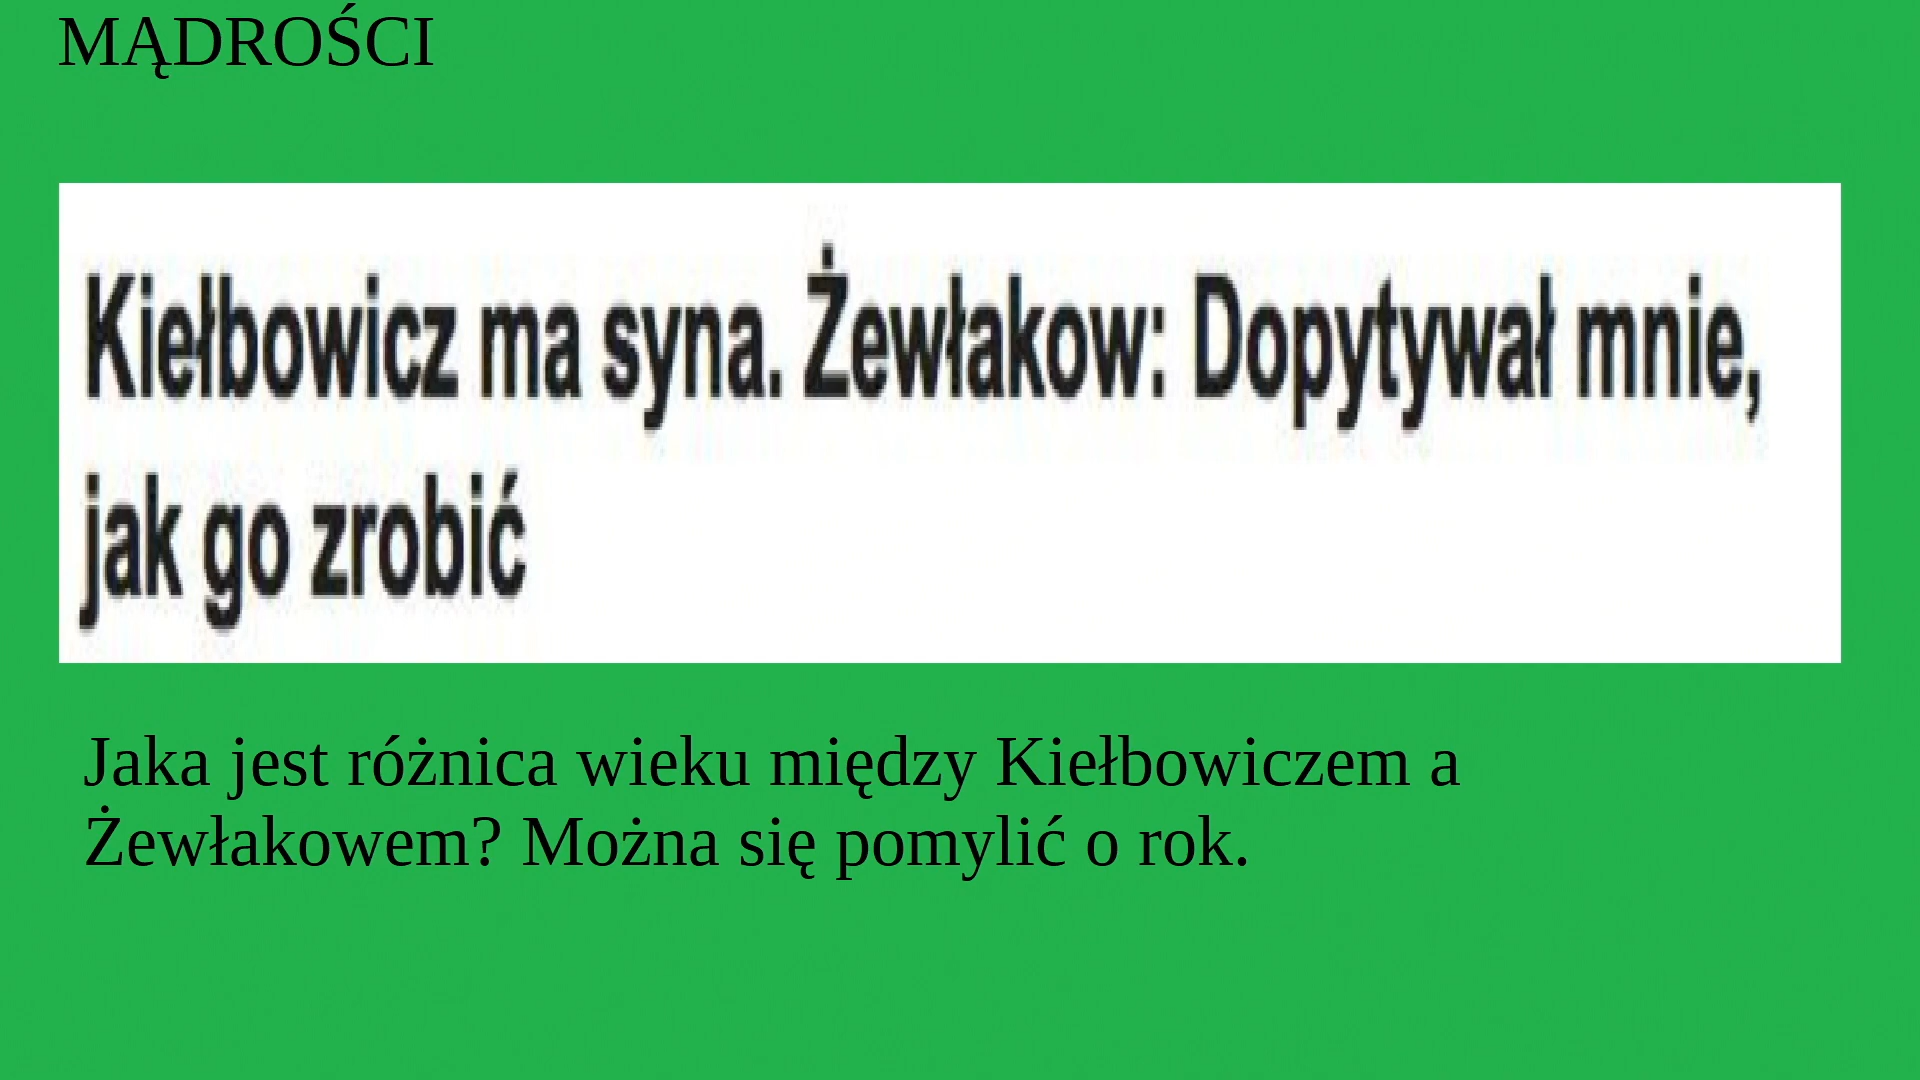 MĄDROŚCI
Kiełbowicz ma syna. Żewłakow: Dopytywał mnie,
jak go zrobić
Jaka jest różnica wieku między Kiełbowiczem a
Żewłakowem? Można się pomylić o rok.